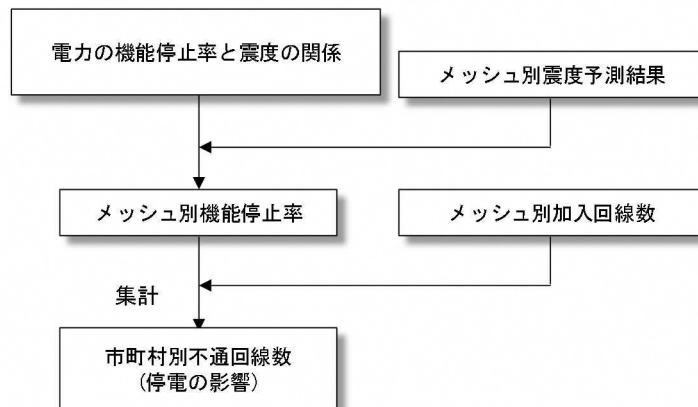 電力の機能停止率と震度の関係
メッシュ別震度予測結果
メッシュ別機能停止率
メッシュ別加入回線数
集計
市町村別不通回線数
(停電の影響)